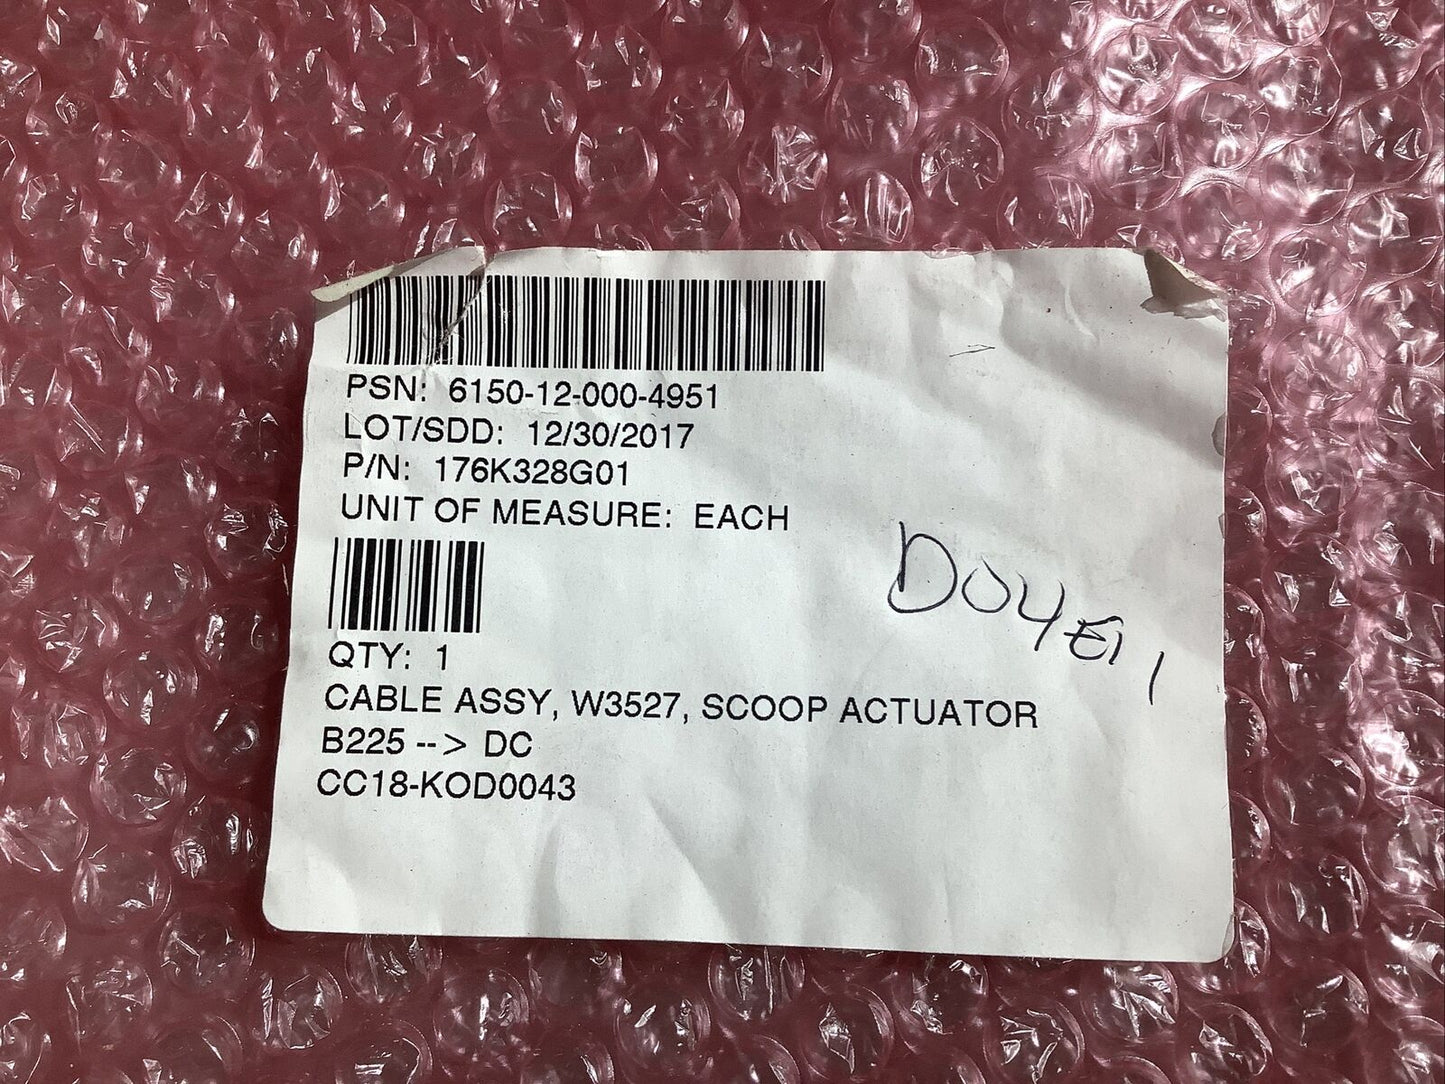 PSN: 6150-12-000-4951
LOT/SDD: 12/30/2017
P/N: 176K328G01
UNIT OF MEASURE: EACH
QTY: 1
CABLE ASSY, W3527, SCOOP ACTUATOR
B225 --> DC
CC18-KOD0043